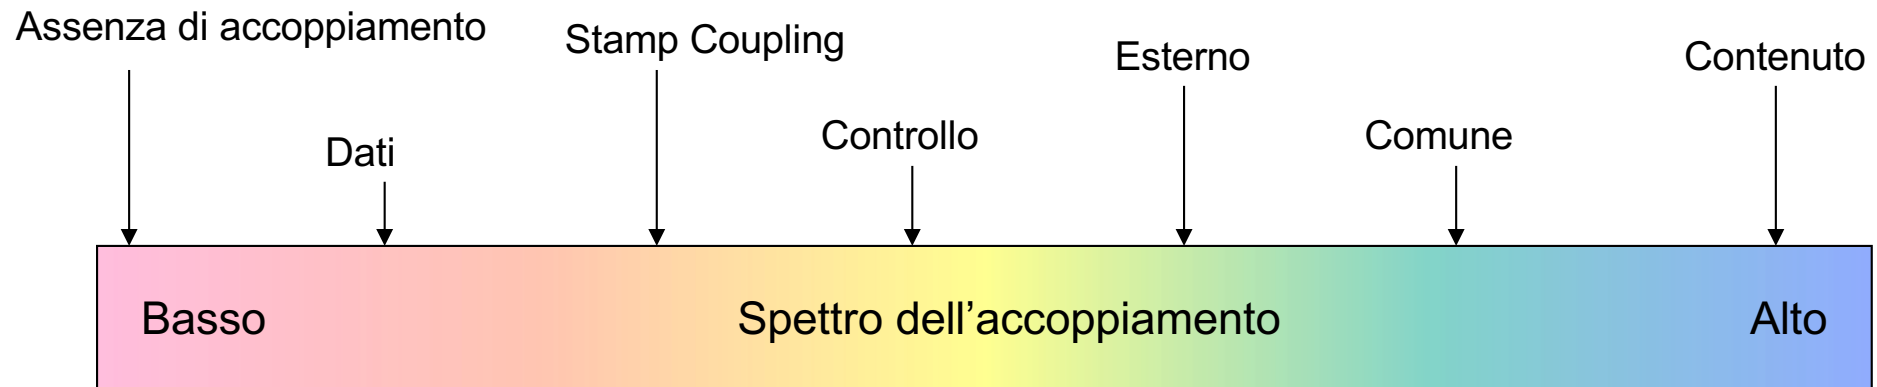 Assenza di accoppiamento
Stamp Coupling
Esterno
Contenuto
Dati
Controllo
Comune
Basso
Spettro dell’accoppiamento
Alto